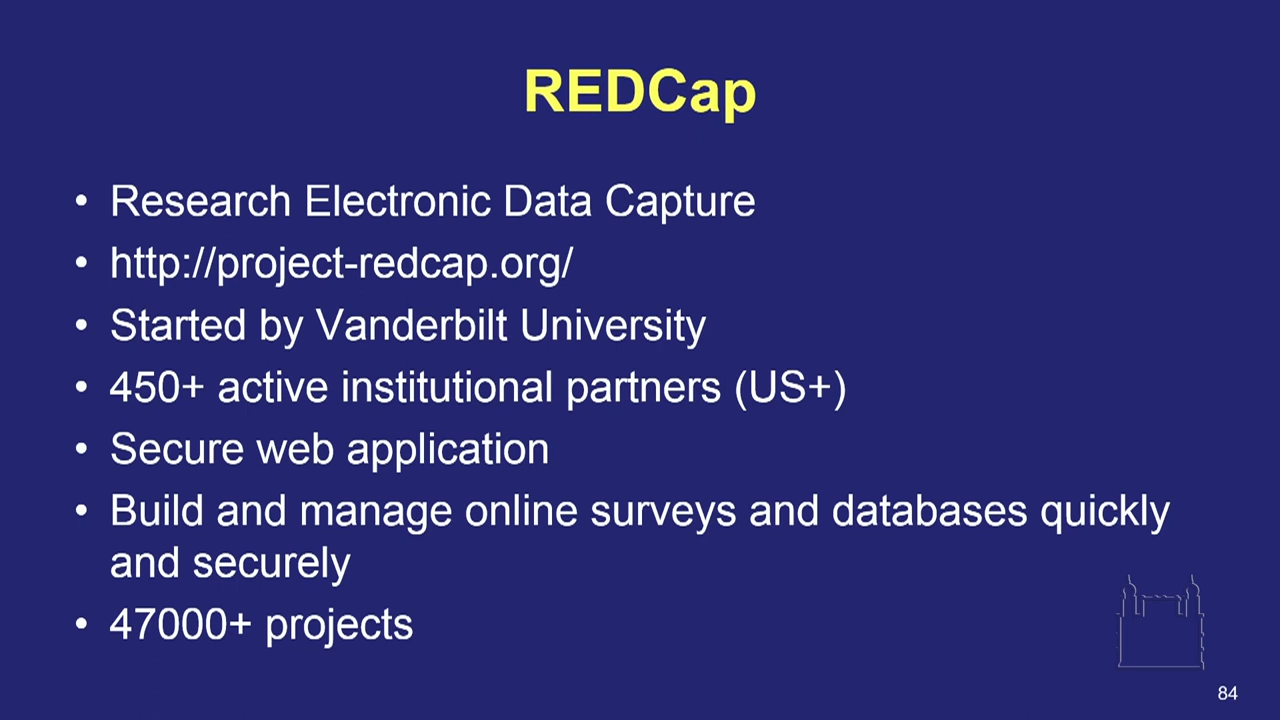 REDCap
• Research Electronic Data Capture
• http://project-redcap.org/
• Started by Vanderbilt University
• 450+ active institutional partners (US+)
• Secure web application
• Build and manage online surveys and databases quickly
and securely
• 47000+ projects
84